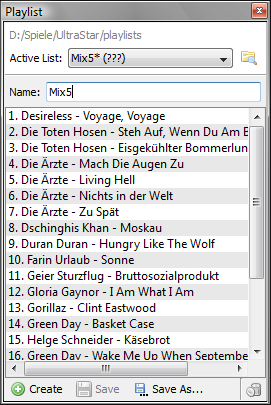 Playlist
D:/Spiele/UltraStar/playlists
Active List: Mix5* (???)
Name: Mix5
1. Desireless - Voyage, Voyage
2. Die Toten Hosen - Steh Auf, Wenn Du Am B
3. Die Toten Hosen - Eisgekühlter Bommerlun
4. Die Ärzte - Mach Die Augen Zu
5. Die Ärzte - Living Hell
6. Die Ärzte - Nichts in der Welt
7. Die Ärzte - Zu Spät
8. Dschinghis Khan - Moskau
9. Duran Duran - Hungry Like The Wolf
10. Farin Urlaub - Sonne
11. Geier Sturzflug - Bruttosozialprodukt
12. Gloria Gaynor - I Am What I Am
13. Gorillaz - Clint Eastwood
14. Green Day - Basket Case
15. Helge Schneider - Käsebrot
16. Green Day - Wake Me Up When Septembe
Create Save Save As...